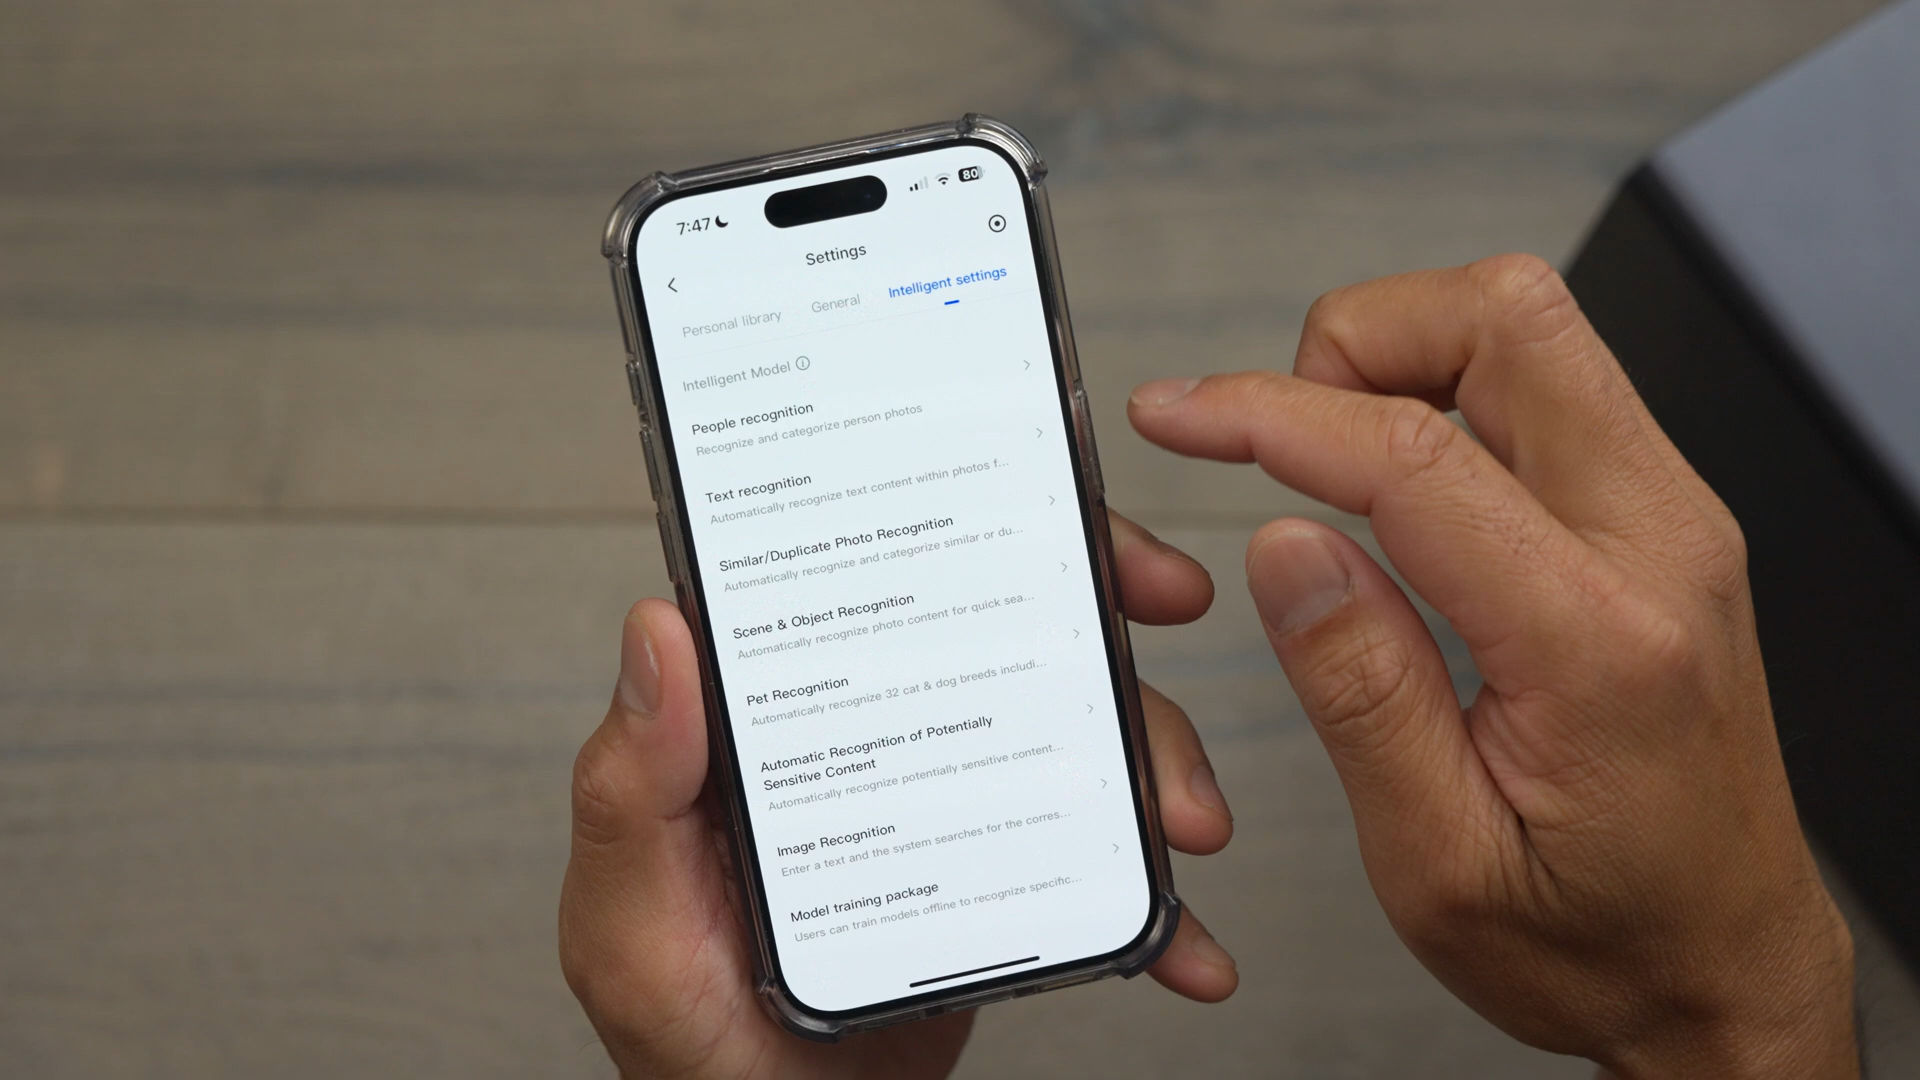 7:47
80
Settings
Personal library General Intelligent settings
Intelligent Model
People recognition
Recognize and categorize person photos
Text recognition
Automatically recognize text content within photos f...
Similar/Duplicate Photo Recognition
Automatically recognize and categorize similar or du...
Scene & Object Recognition
Automatically recognize photo content for quick sea...
Pet Recognition
Automatically recognize 32 cat & dog breeds includi...
Automatic Recognition of Potentially
Sensitive Content
Automatically recognize potentially sensitive content...
Image Recognition
Enter a text and the system searches for the corres...
Model training package
Users can train models offline to recognize specific...